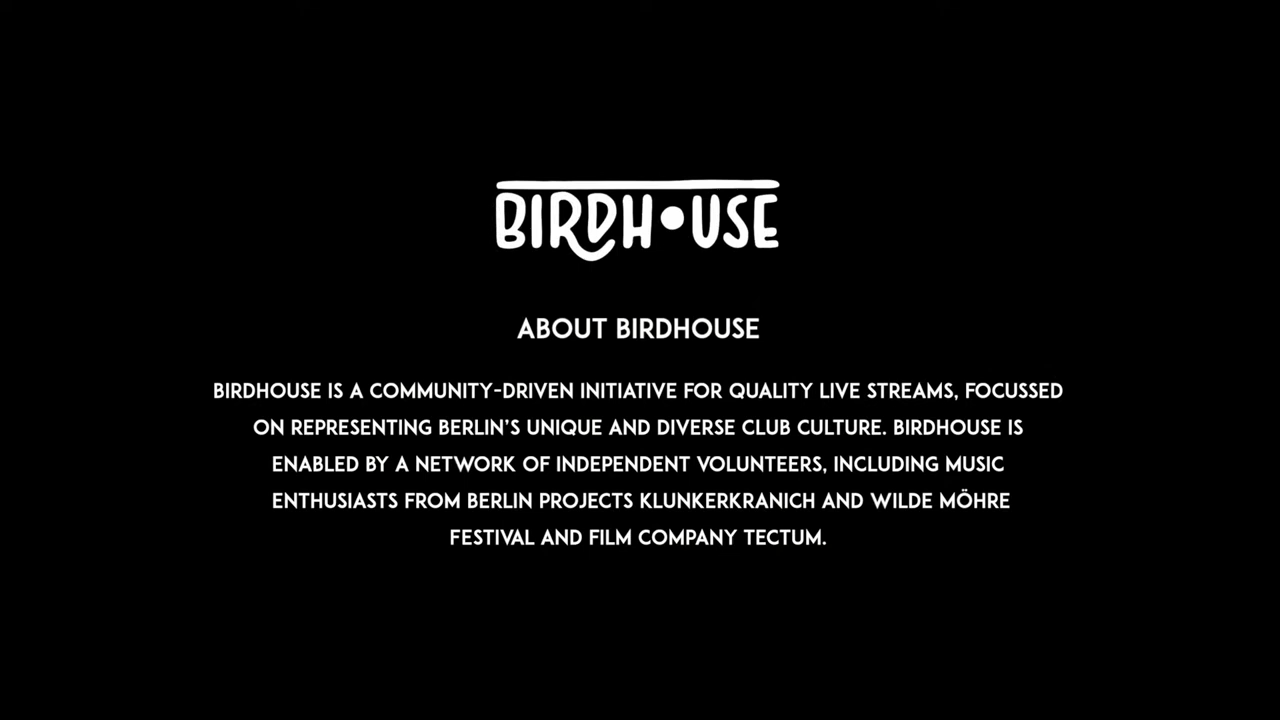 BIRDHOUSE
ABOUT BIRDHOUSE
BIRDHOUSE IS A COMMUNITY-DRIVEN INITIATIVE FOR QUALITY LIVE STREAMS, FOCUSSED
ON REPRESENTING BERLIN'S UNIQUE AND DIVERSE CLUB CULTURE. BIRDHOUSE IS
ENABLED BY A NETWORK OF INDEPENDENT VOLUNTEERS, INCLUDING MUSIC
ENTHUSIASTS FROM BERLIN PROJECTS KLUNKERKRANICH AND WILDE MÖHRE
FESTIVAL AND FILM COMPANY TECTUM.